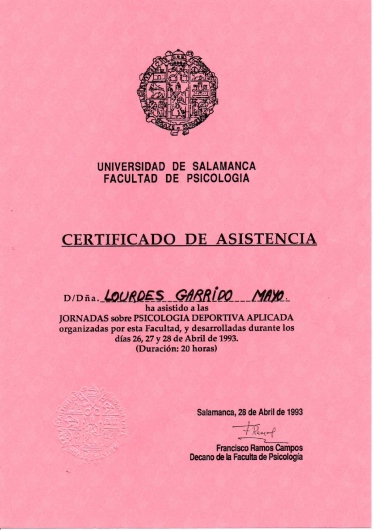 UNIVERSIDAD DE SALAMANCA
FACULTAD DE PSICOLOGIA
CERTIFICADO DE ASISTENCIA
D/Dña. LOURDES GARRIDO MAYO.
ha asistido a las
JORNADAS sobre PSICOLOGIA DEPORTIVA APLICADA
organizadas por esta Facultad, y desarrolladas durante los
días 26, 27 y 28 de Abril de 1993.
(Duración: 20 horas)
Salamanca, 28 de Abril de 1993
Francisco Ramos Campos
Decano de la Faculta de Psicología